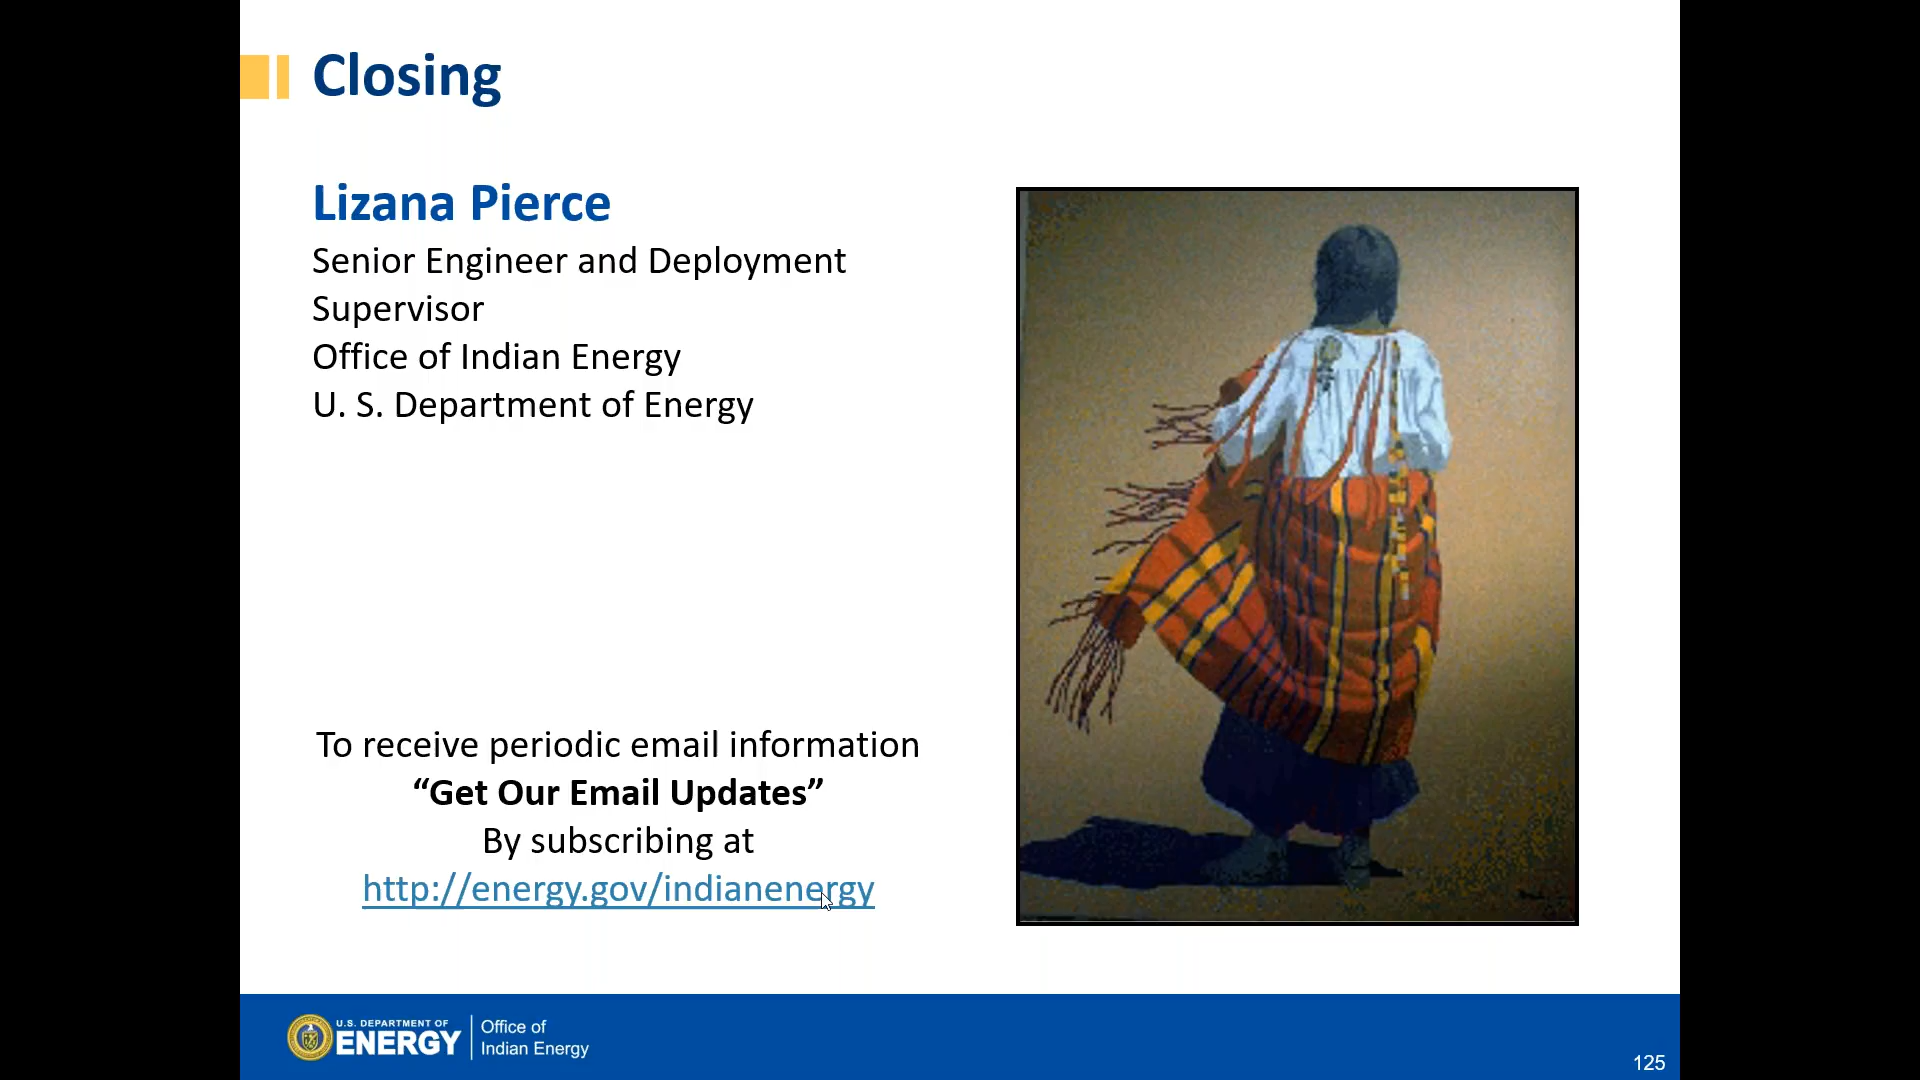 Closing
Lizana Pierce
Senior Engineer and Deployment
Supervisor
Office of Indian Energy
U. S. Department of Energy
To receive periodic email information
“Get Our Email Updates”
By subscribing at
http://energy.gov/indianenergy
U.S. DEPARTMENT OF
ENERGY
Office of
Indian Energy
125